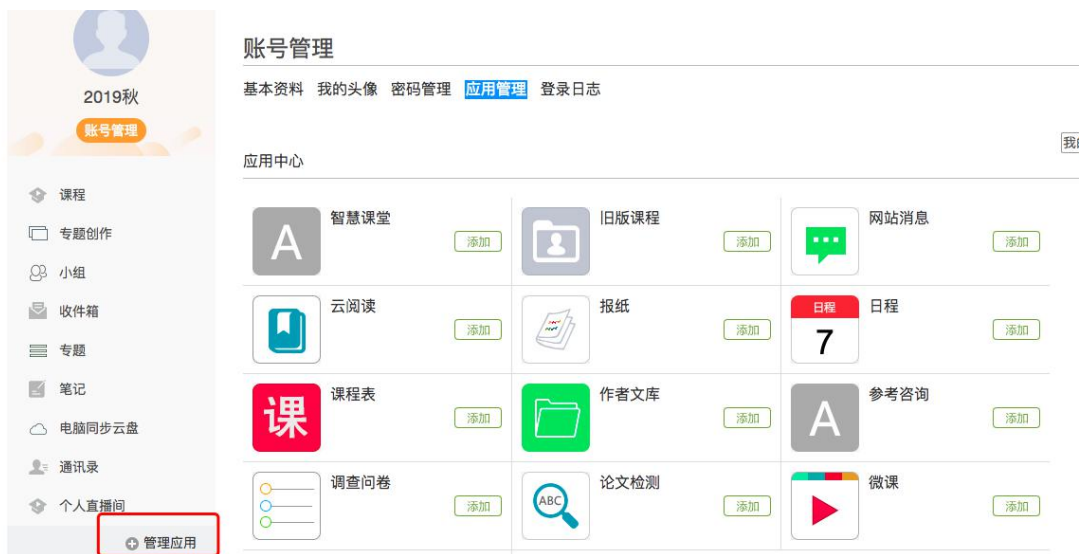 2019秋
账号管理
课程
专题创作
小组
收件箱
专题
笔记
电脑同步云盘
通讯录
个人直播间
管理应用
账号管理
基本资料 我的头像 密码管理 应用管理 登录日志
我的
应用中心
A 智慧课堂 添加
旧版课程 添加
网站消息 添加
云阅读 添加
报纸 添加
日程 7 日程 添加
课 课程表 添加
作者文库 添加
A 参考咨询 添加
调查问卷 添加
ABC 论文检测 添加
微课 添加